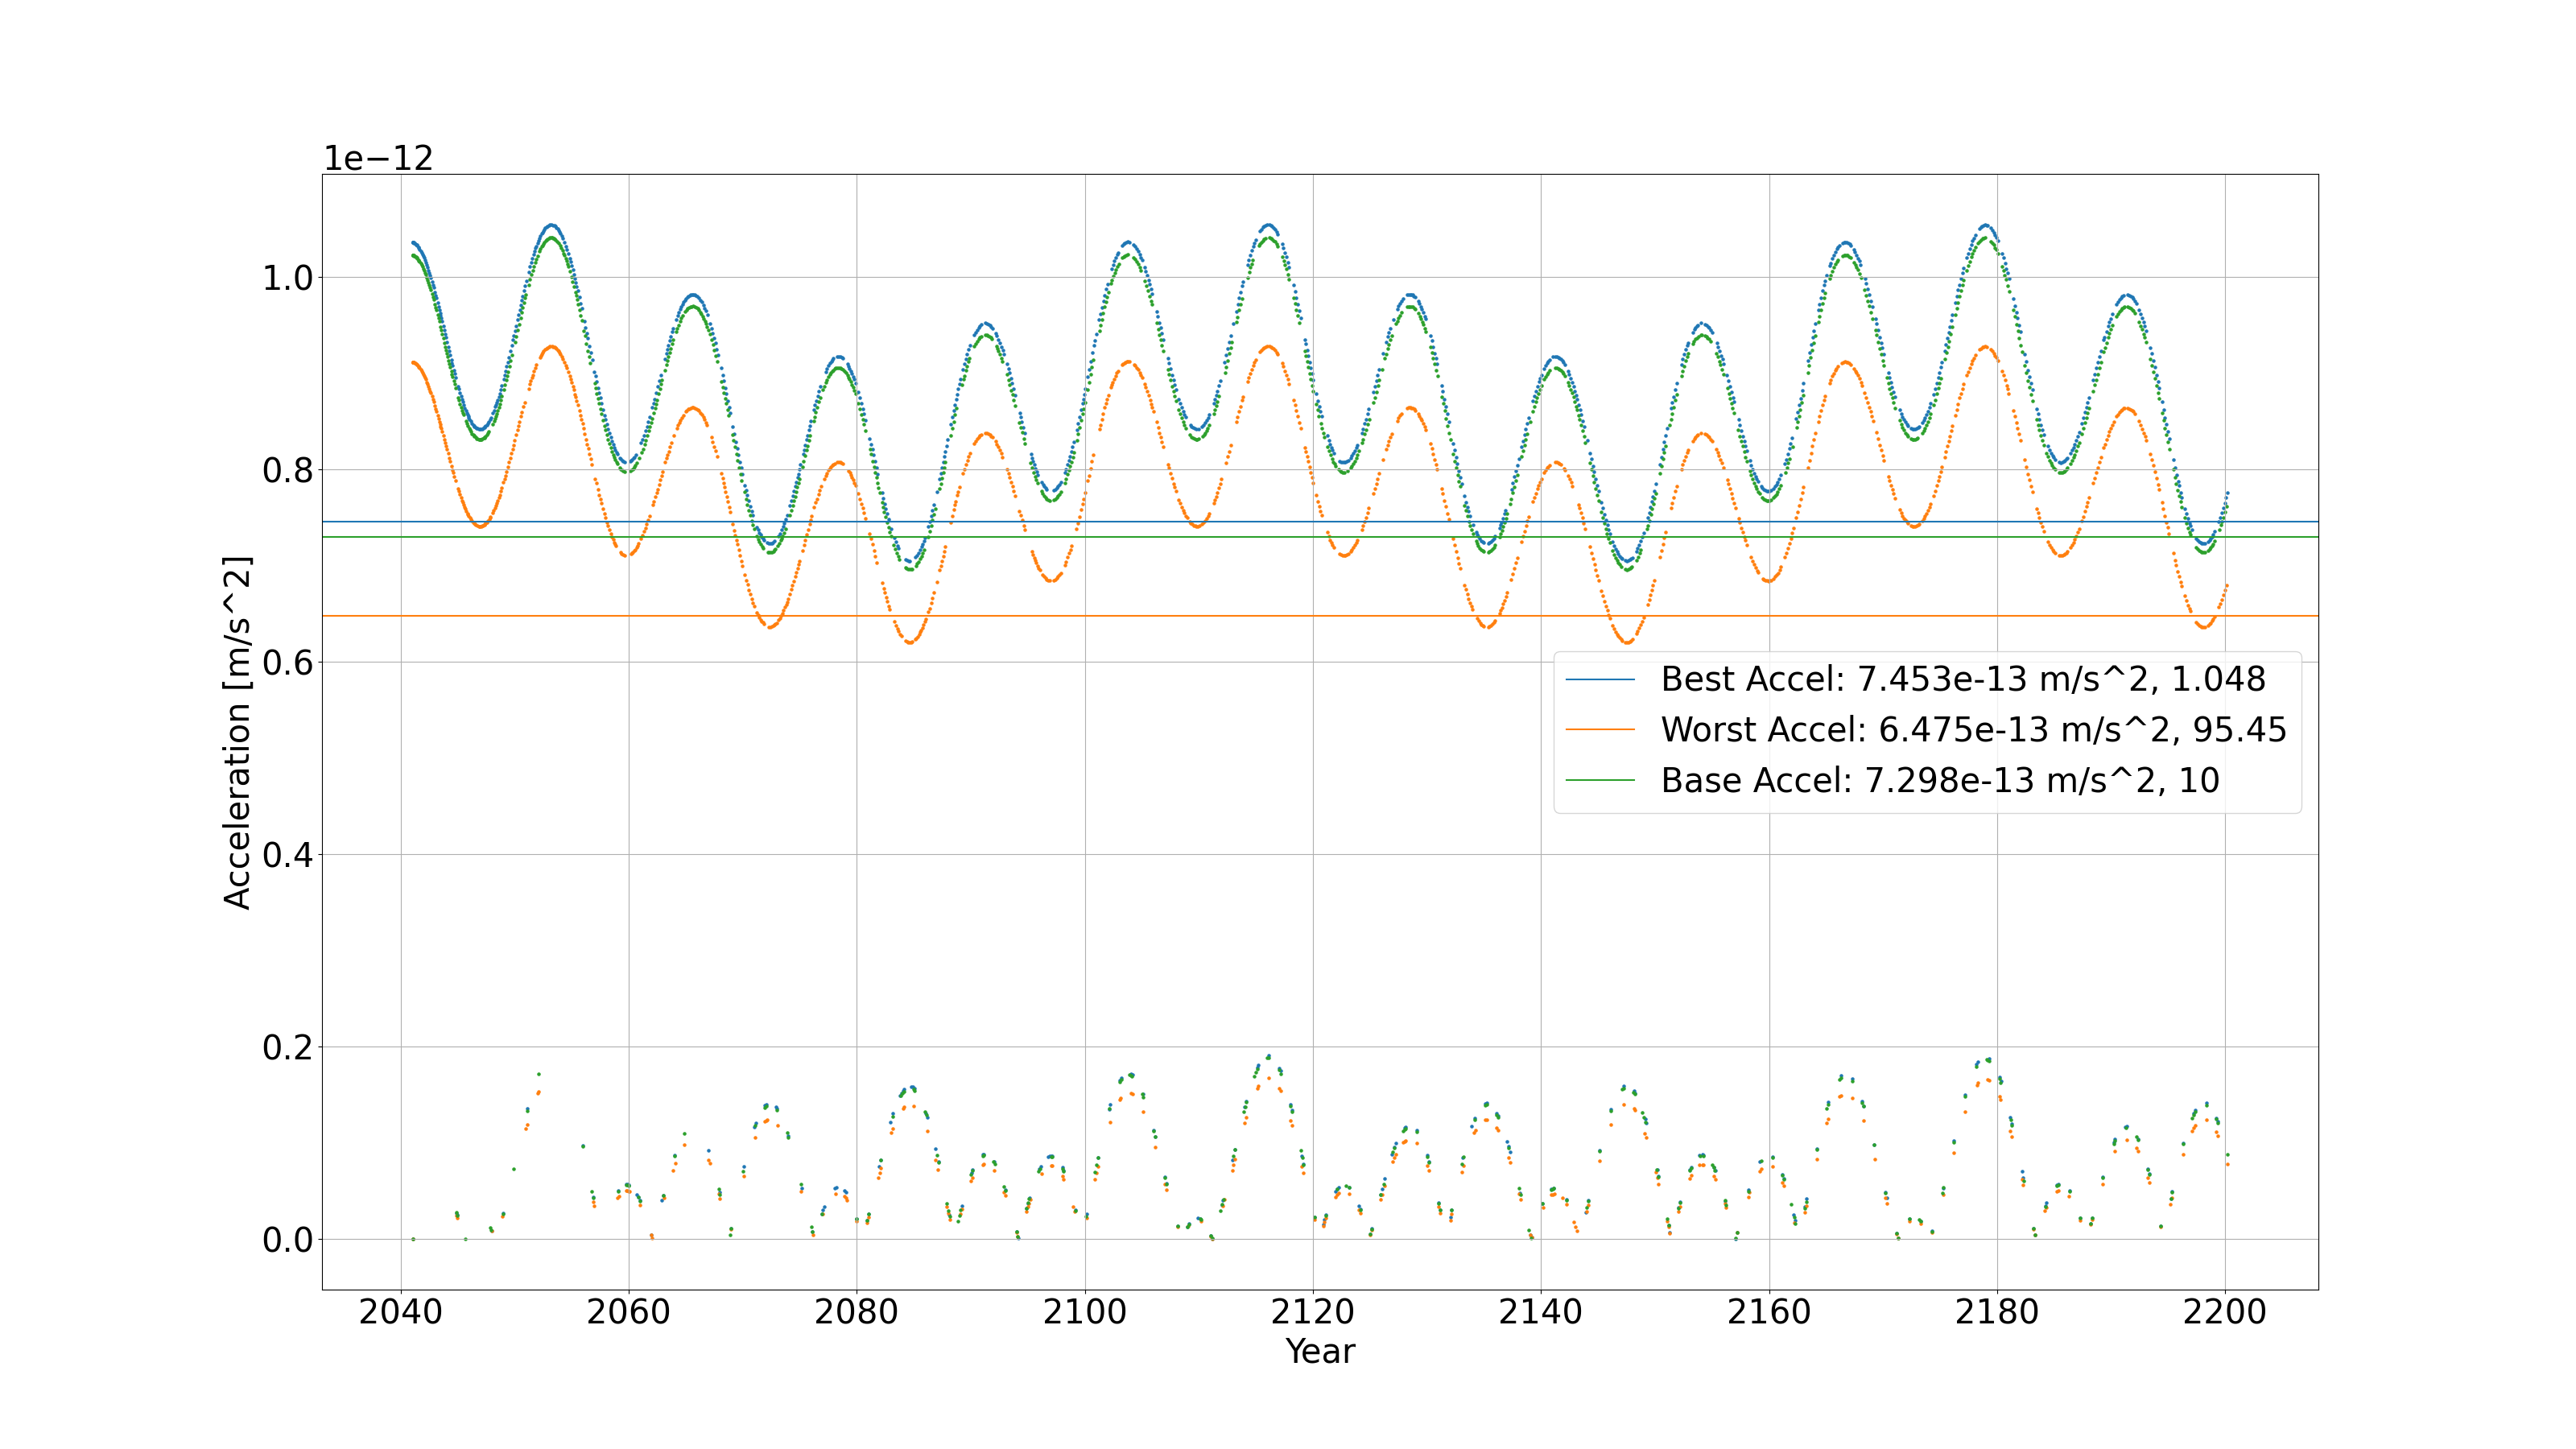 1e−12
1.0
0.8
0.6
0.4
0.2
0.0
Acceleration [m/s^2]
Best Accel: 7.453e-13 m/s^2, 1.048
Worst Accel: 6.475e-13 m/s^2, 95.45
Base Accel: 7.298e-13 m/s^2, 10
2040 2060 2080 2100 2120 2140 2160 2180 2200
Year